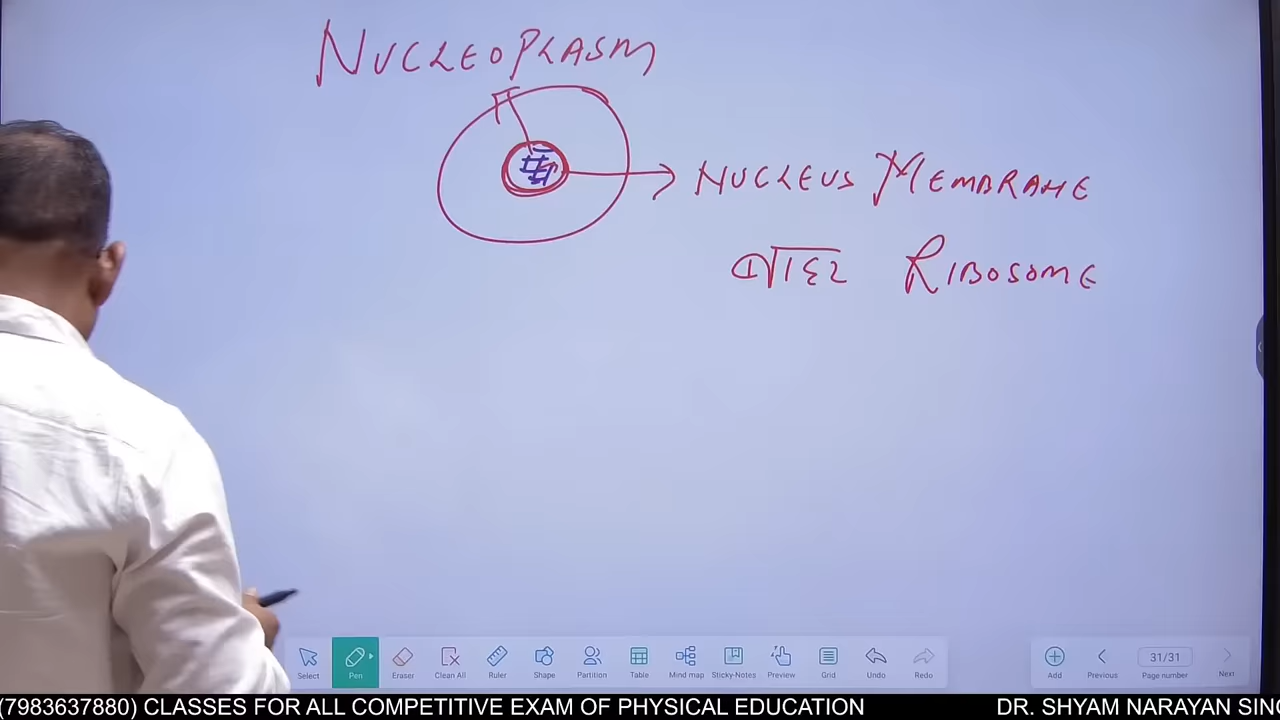 NUCLEOPLASM
NUCLEUS MEMBRANE
बाहर RIBOSOME
Select
Pen
Eraser
Clean All
Ruler
Shape
Partition
Table
Mind map
Sticky-Notes
Preview
Grid
Undo
Redo
Add
Previous
31/31
Page number
Next
(7983637880) CLASSES FOR ALL COMPETITIVE EXAM OF PHYSICAL EDUCATION DR. SHYAM NARAYAN SING